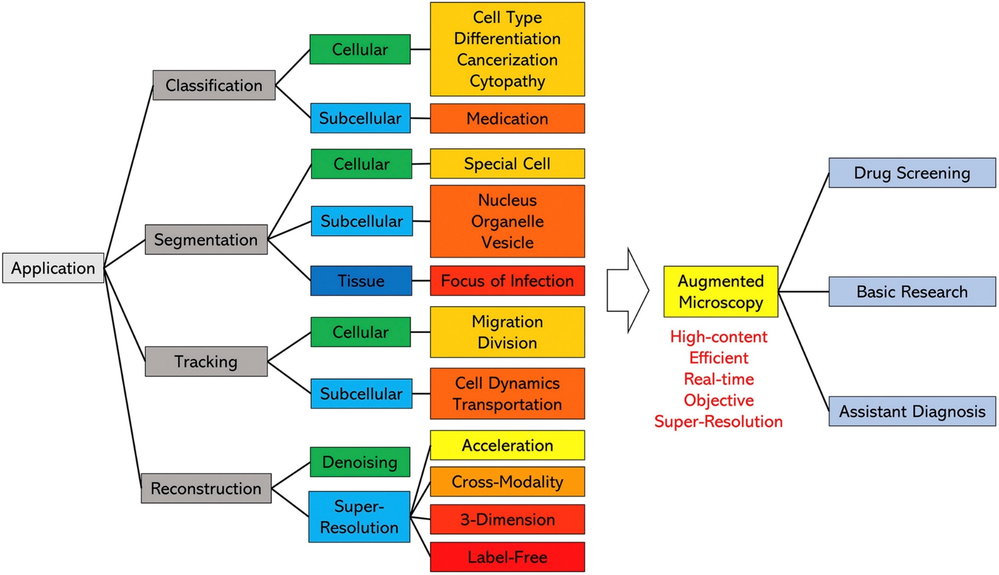 Application
Classification
Cellular
Cell Type
Differentiation
Cancerization
Cytopathy
Subcellular
Medication
Segmentation
Cellular
Special Cell
Subcellular
Nucleus
Organelle
Vesicle
Tissue
Focus of Infection
Tracking
Cellular
Migration
Division
Subcellular
Cell Dynamics
Transportation
Reconstruction
Denoising
Super-
Resolution
Acceleration
Cross-Modality
3-Dimension
Label-Free
Augmented
Microscopy
High-content
Efficient
Real-time
Objective
Super-Resolution
Drug Screening
Basic Research
Assistant Diagnosis